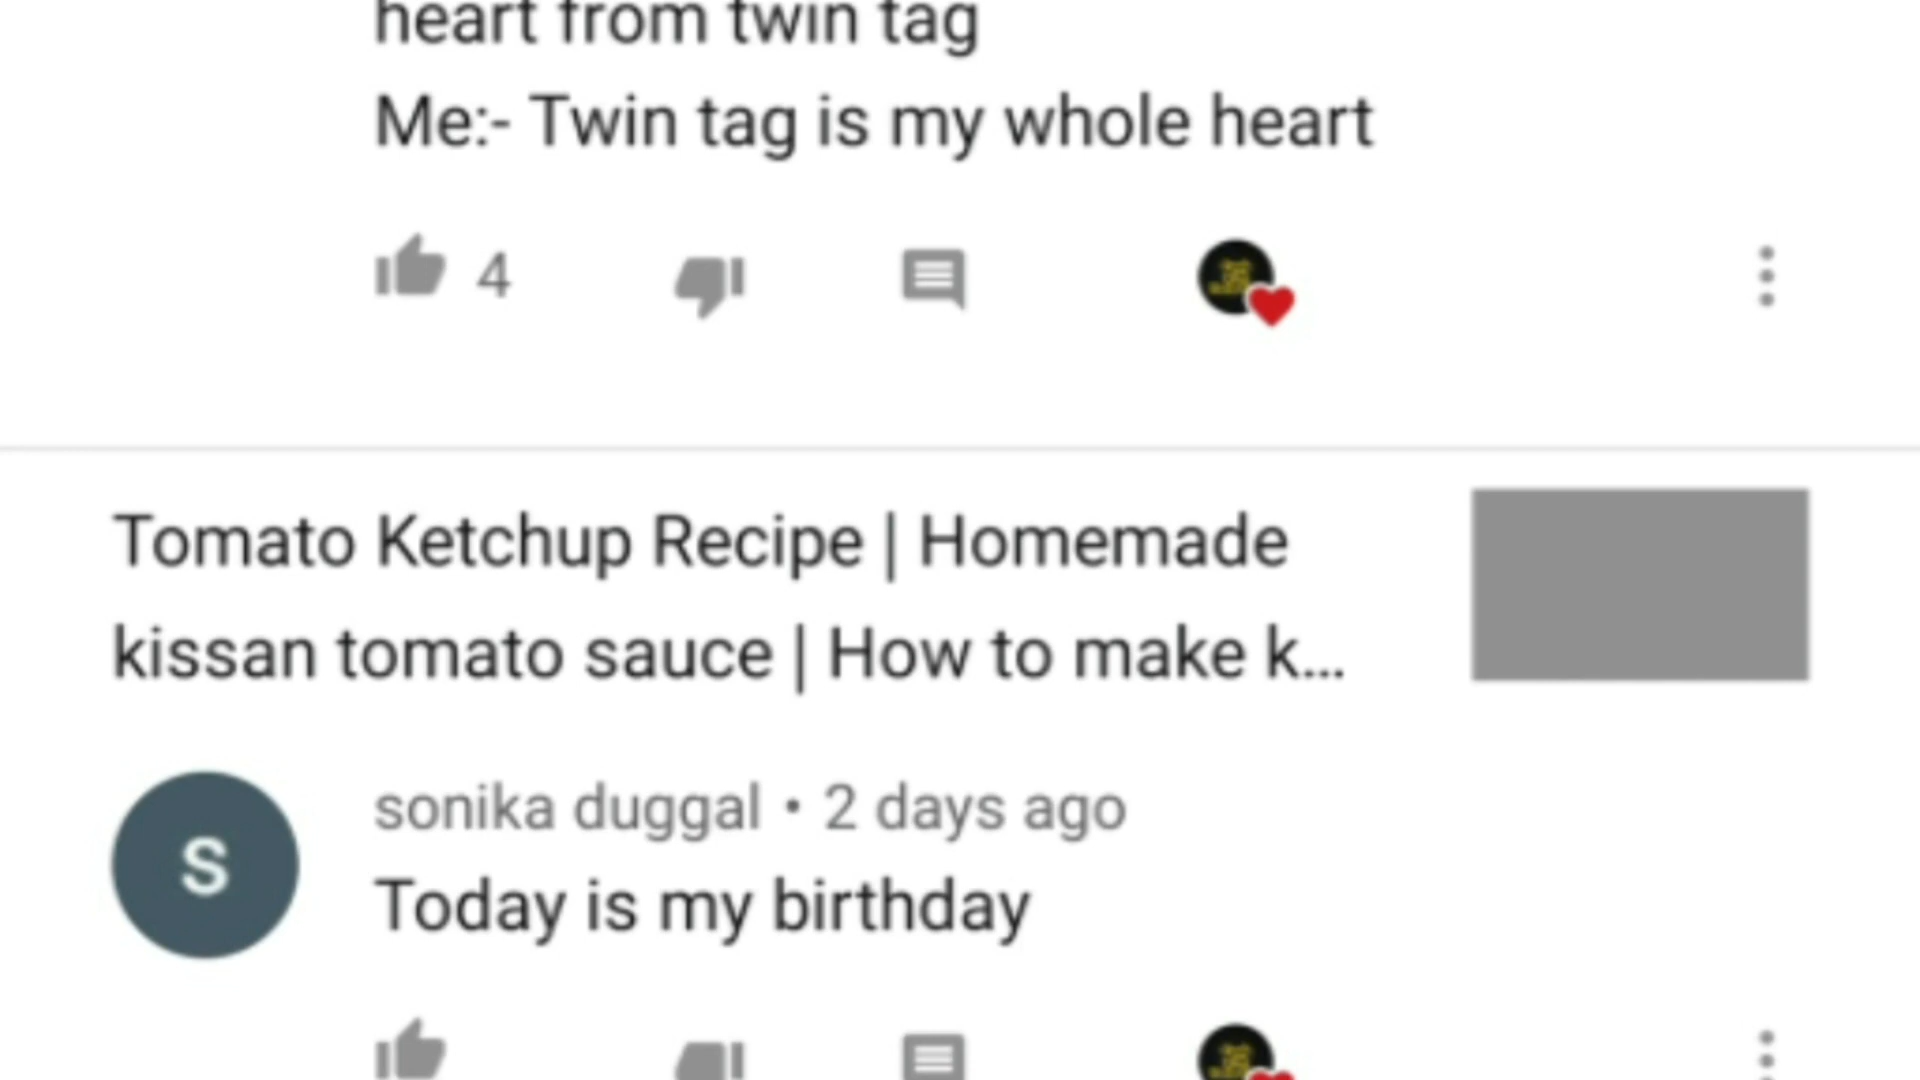 heart from twin tag
Me:- Twin tag is my whole heart
4
Tomato Ketchup Recipe | Homemade
kissan tomato sauce | How to make k...
S
sonika duggal • 2 days ago
Today is my birthday